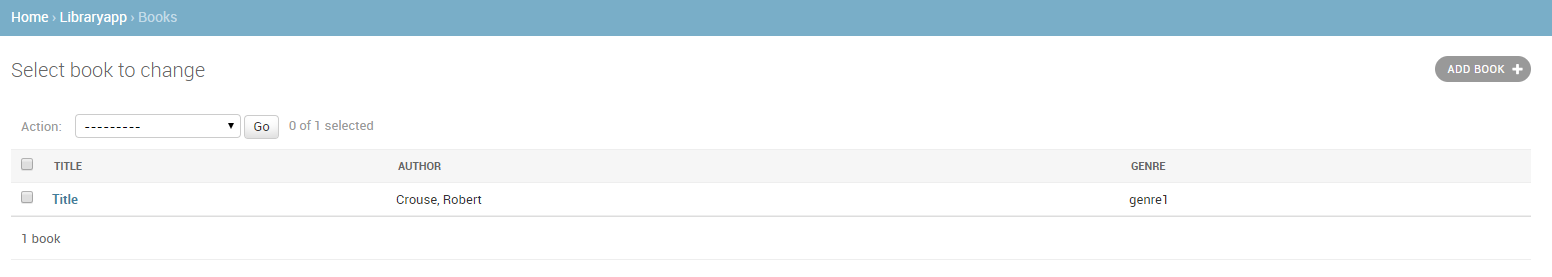 Home › Libraryapp › Books
Select book to change
ADD BOOK +
Action: --------- Go 0 of 1 selected
TITLE AUTHOR GENRE
Title Crouse, Robert genre1
1 book